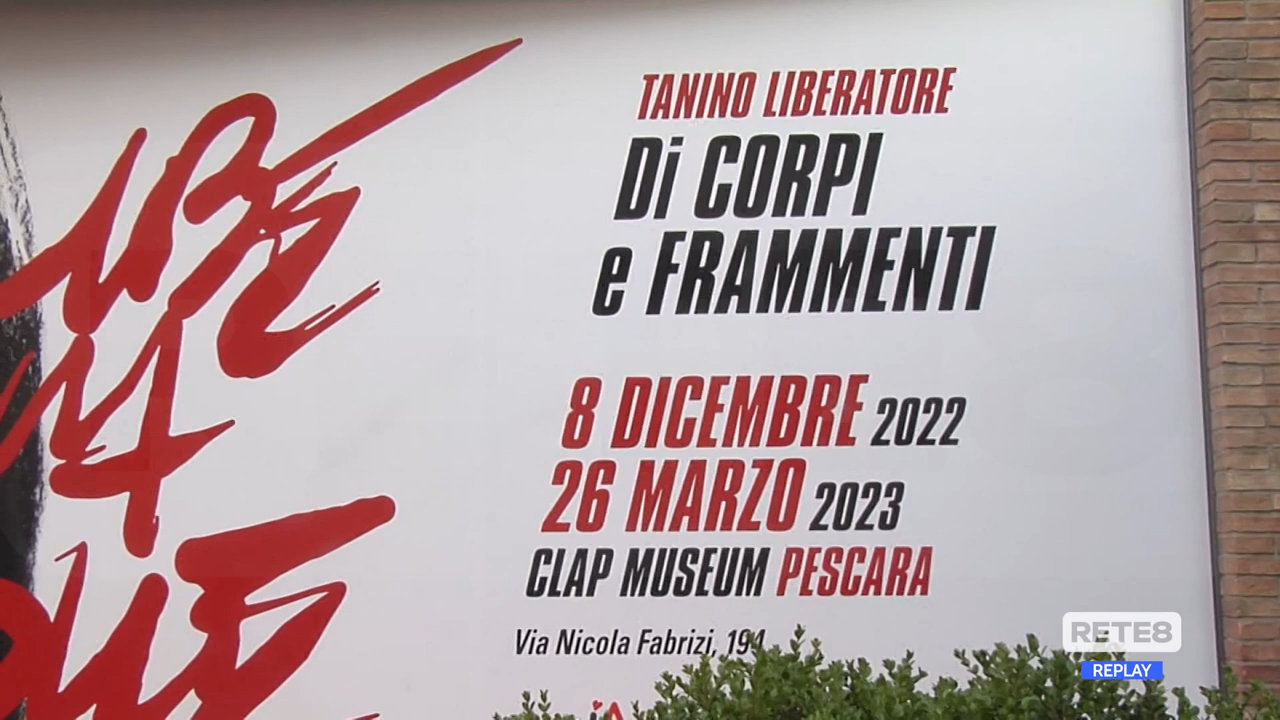 TANINO LIBERATORE
Di CORPI
e FRAMMENTI
8 DICEMBRE 2022
26 MARZO 2023
CLAP MUSEUM PESCARA
Via Nicola Fabrizi, 194
RETE8
REPLAY